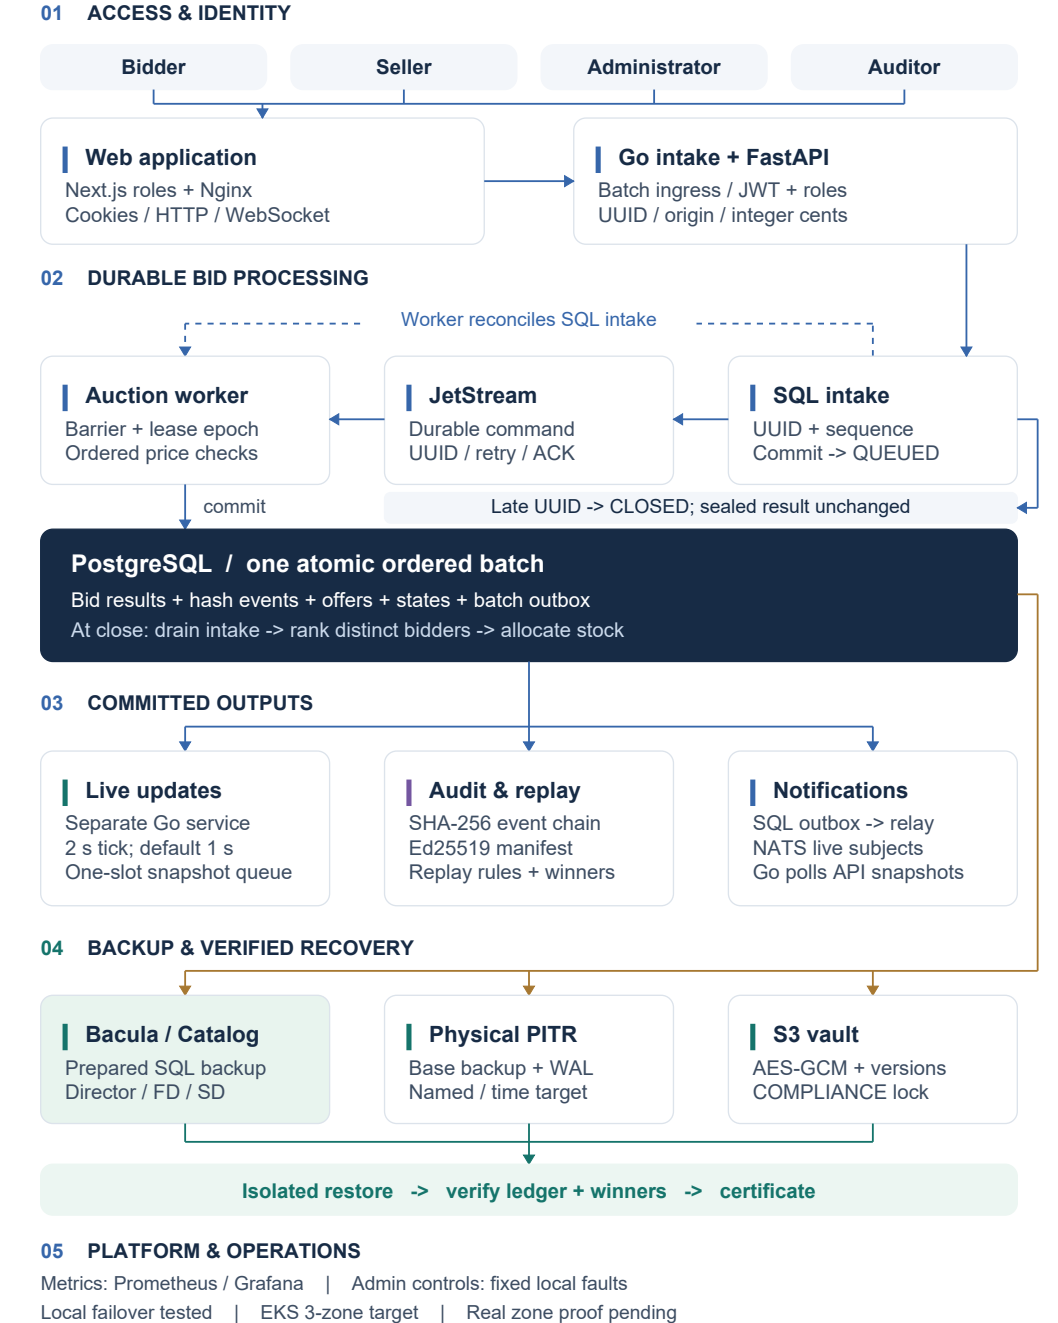 01 ACCESS & IDENTITY
Bidder
Seller
Administrator
Auditor
Web application
Next.js roles + Nginx
Cookies / HTTP / WebSocket
Go intake + FastAPI
Batch ingress / JWT + roles
UUID / origin / integer cents
02 DURABLE BID PROCESSING
Worker reconciles SQL intake
Auction worker
Barrier + lease epoch
Ordered price checks
JetStream
Durable command
UUID / retry / ACK
SQL intake
UUID + sequence
Commit -> QUEUED
commit
Late UUID -> CLOSED; sealed result unchanged
PostgreSQL / one atomic ordered batch
Bid results + hash events + offers + states + batch outbox
At close: drain intake -> rank distinct bidders -> allocate stock
03 COMMITTED OUTPUTS
Live updates
Separate Go service
2 s tick; default 1 s
One-slot snapshot queue
Audit & replay
SHA-256 event chain
Ed25519 manifest
Replay rules + winners
Notifications
SQL outbox -> relay
NATS live subjects
Go polls API snapshots
04 BACKUP & VERIFIED RECOVERY
Bacula / Catalog
Prepared SQL backup
Director / FD / SD
Physical PITR
Base backup + WAL
Named / time target
S3 vault
AES-GCM + versions
COMPLIANCE lock
Isolated restore -> verify ledger + winners -> certificate
05 PLATFORM & OPERATIONS
Metrics: Prometheus / Grafana | Admin controls: fixed local faults
Local failover tested | EKS 3-zone target | Real zone proof pending